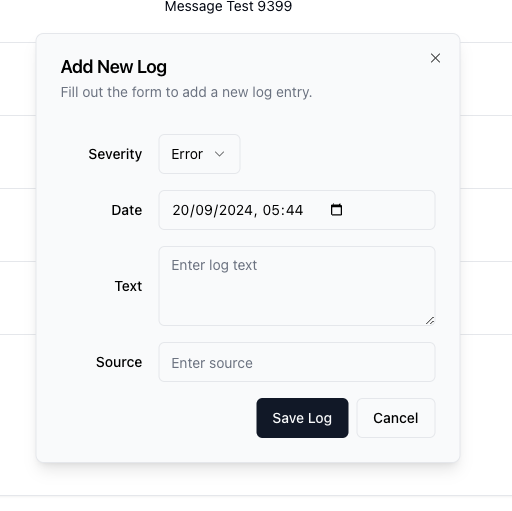 Message Test 9399
Add New Log
Fill out the form to add a new log entry.
Severity Error
Date 20/09/2024, 05:44
Text Enter log text
Source Enter source
Save Log Cancel